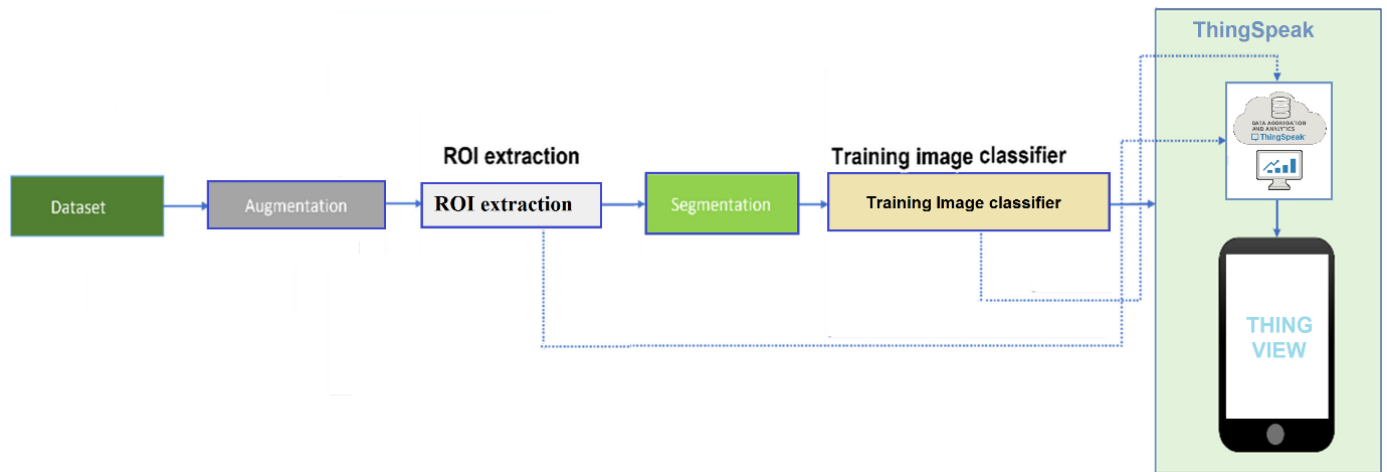 ThingSpeak
DATA AGGREGATION
AND ANALYTICS
ThingSpeak
ROI extraction
Training image classifier
Dataset
Augmentation
ROI extraction
Segmentation
Training Image classifier
THING
VIEW